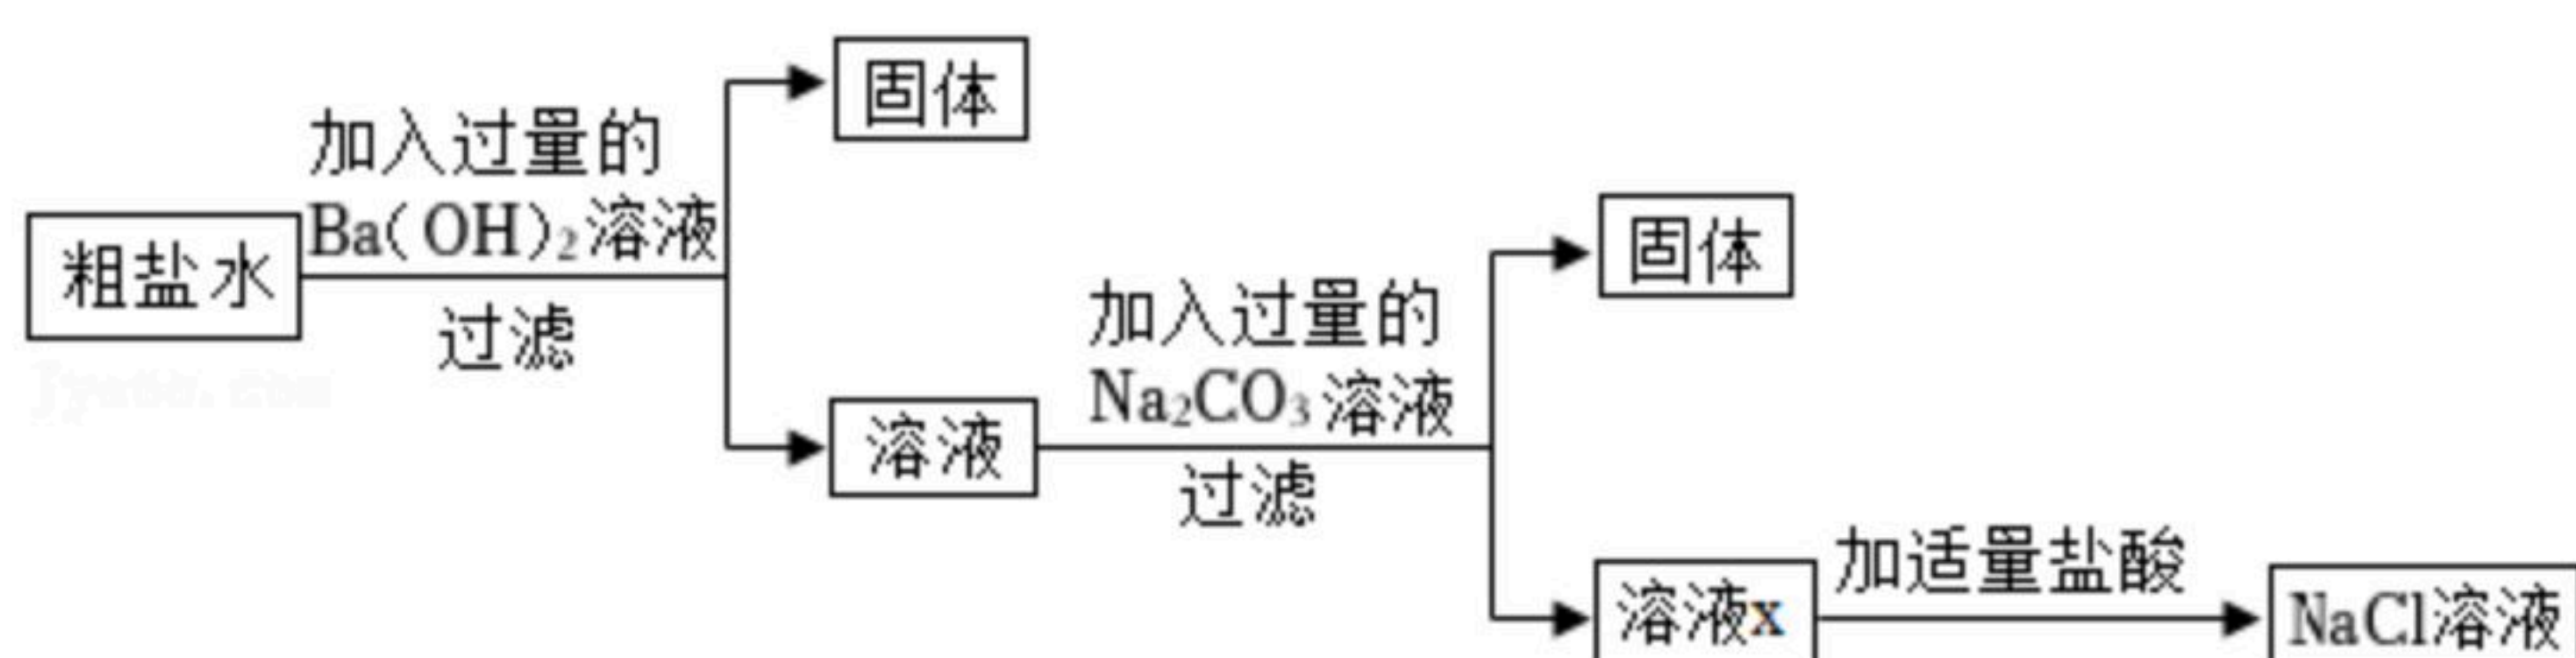 粗盐水
加入过量的
Ba(OH)₂溶液
过滤
固体
溶液
加入过量的
Na₂CO₃溶液
过滤
固体
溶液x
加适量盐酸
NaCl溶液